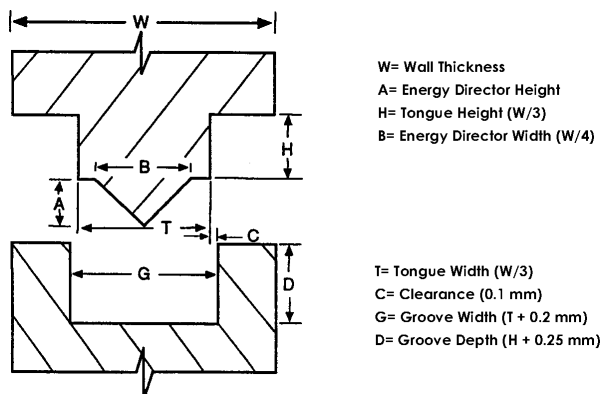 W
W= Wall Thickness
A= Energy Director Height
H= Tongue Height (W/3)
B= Energy Director Width (W/4)
H
B
A
T
C
G
D
T= Tongue Width (W/3)
C= Clearance (0.1 mm)
G= Groove Width (T + 0.2 mm)
D= Groove Depth (H + 0.25 mm)